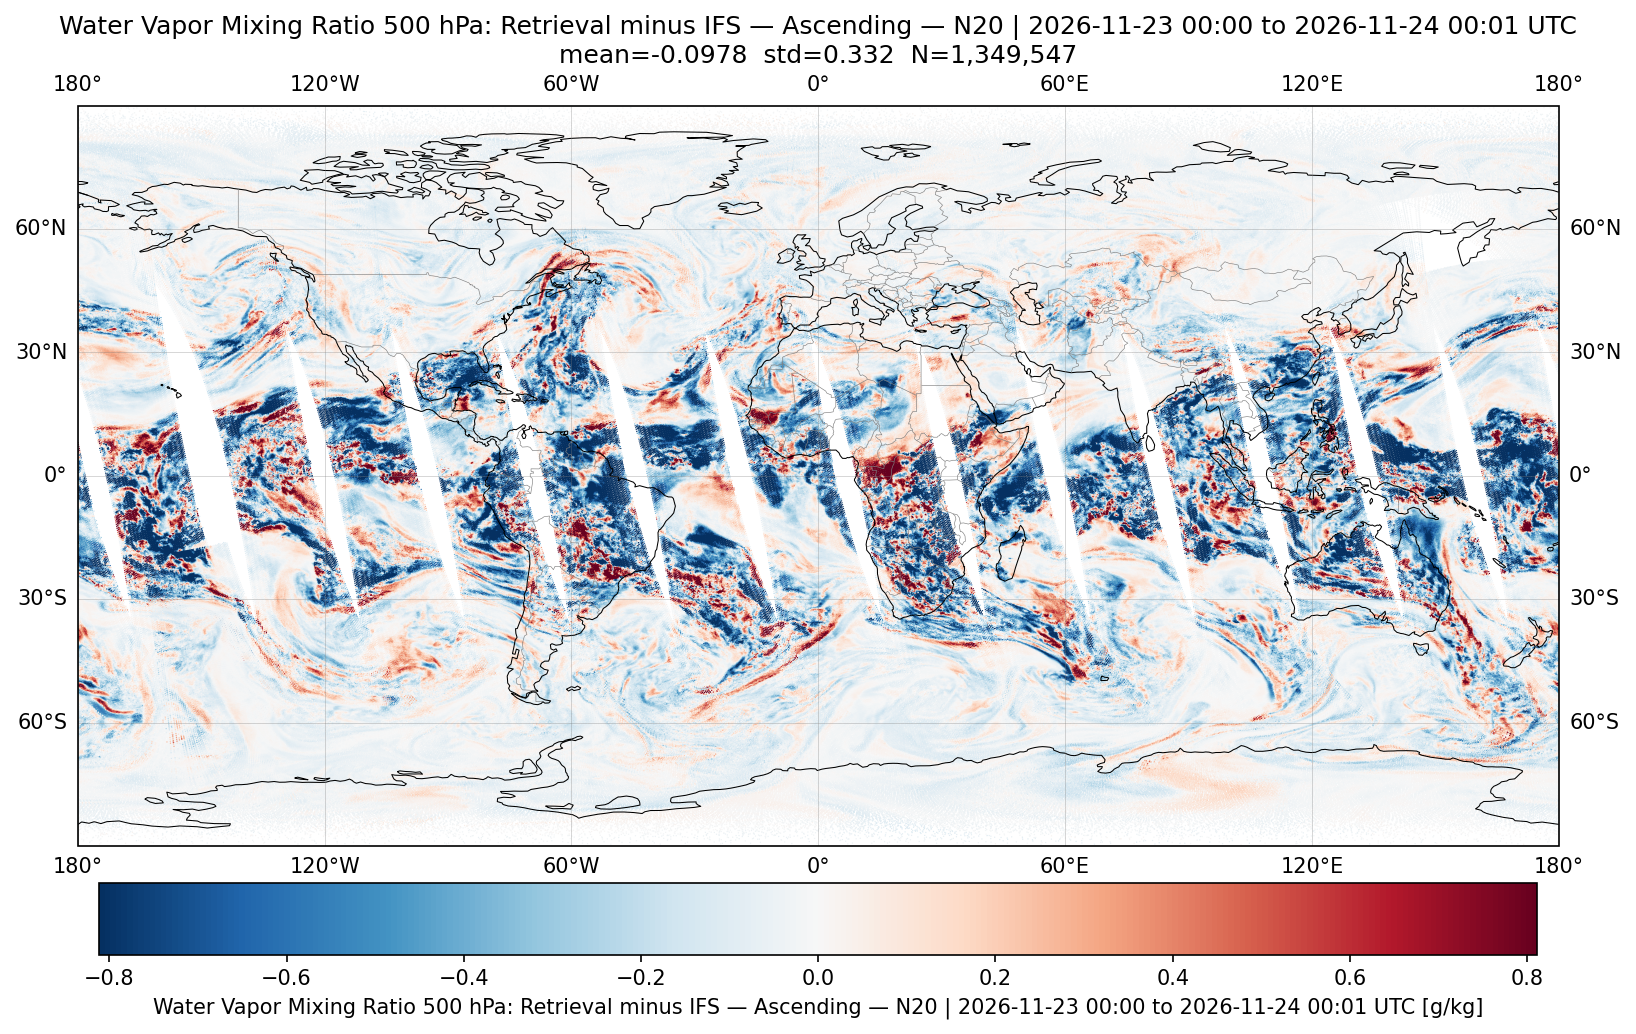 Water Vapor Mixing Ratio 500 hPa: Retrieval minus IFS — Ascending — N20 | 2026-11-23 00:00 to 2026-11-24 00:01 UTC
mean=-0.0978  std=0.332  N=1,349,547
180° 120°W 60°W 0° 60°E 120°E 180°
60°N 60°N
30°N 30°N
0° 0°
30°S 30°S
60°S 60°S
180° 120°W 60°W 0° 60°E 120°E 180°
−0.8 −0.6 −0.4 −0.2 0.0 0.2 0.4 0.6 0.8
Water Vapor Mixing Ratio 500 hPa: Retrieval minus IFS — Ascending — N20 | 2026-11-23 00:00 to 2026-11-24 00:01 UTC [g/kg]